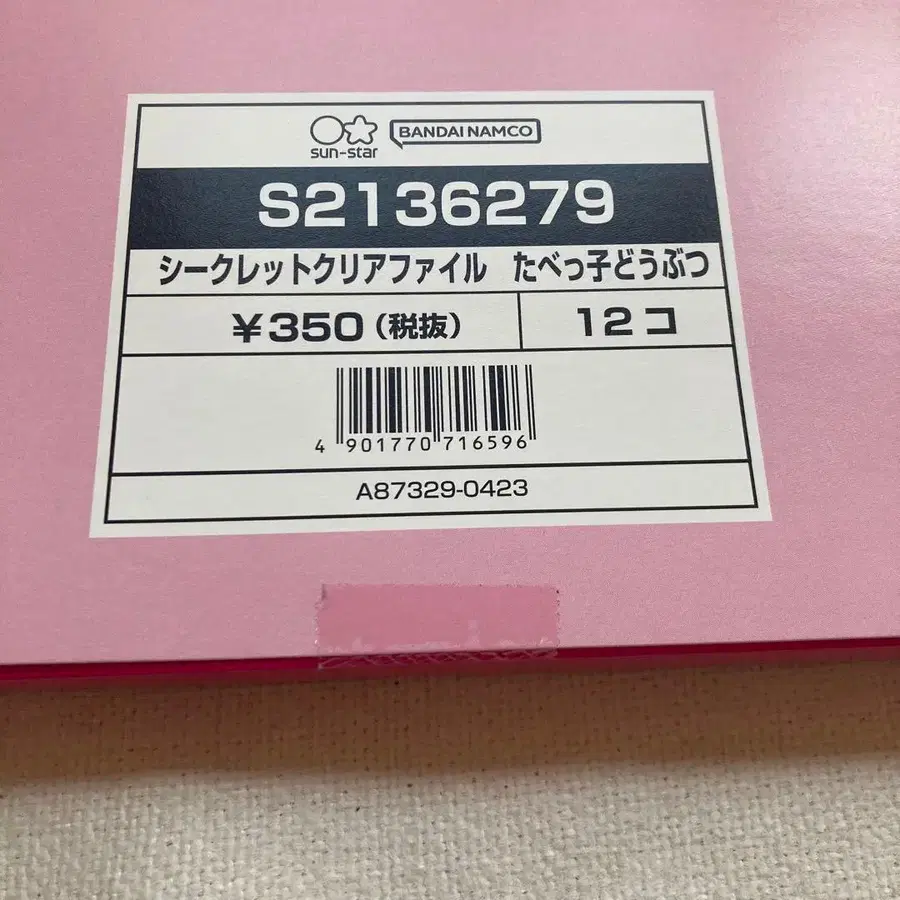 sun-star BANDAI NAMCO
S2136279
シークレットクリアファイル たべっ子どうぶつ
¥350(税抜) 12コ
4 901770 716596
A87329-0423